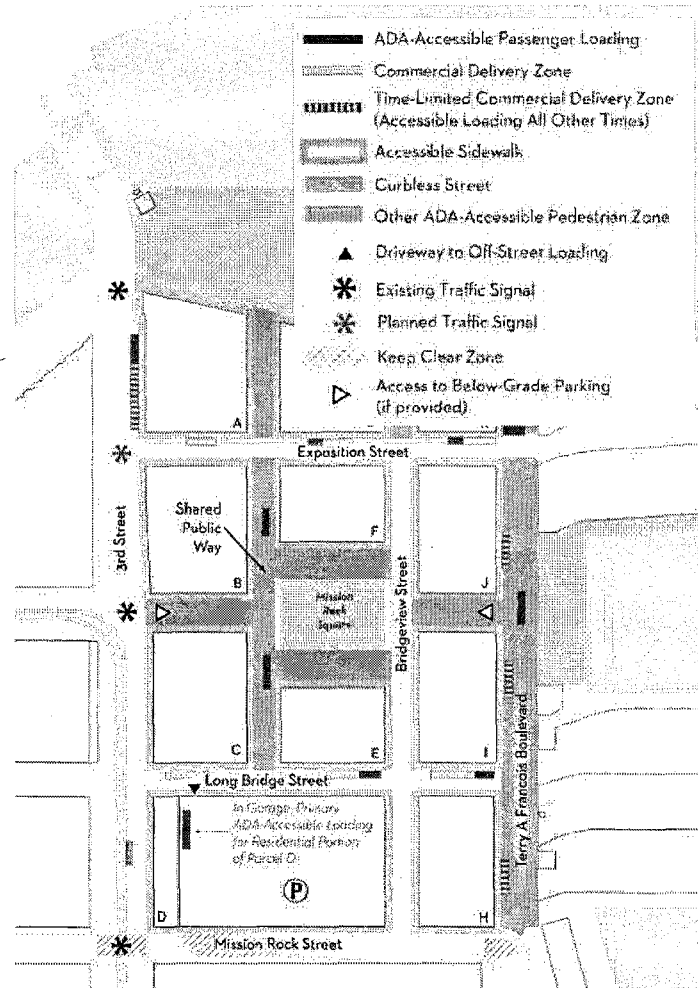 ADA-Accessible Passenger Loading
Commercial Delivery Zone
Time-Limited Commercial Delivery Zone
(Accessible Loading All Other Times)
Accessible Sidewalk
Curbless Street
Other ADA-Accessible Pedestrian Zone
Driveway to Off-Street Loading
Existing Traffic Signal
Planned Traffic Signal
Keep Clear Zone
Access to Below-Grade Parking
(if provided)
A
Exposition Street
3rd Street
Shared
Public
Way
B
F
J
Mission
Rock
Square
Bridgeview Street
C
E
I
Terry A Francois Boulevard
Long Bridge Street
In Garage Primary
ADA-Accessible Loading
for Residential Portion
of Parcel D
P
D
H
Mission Rock Street